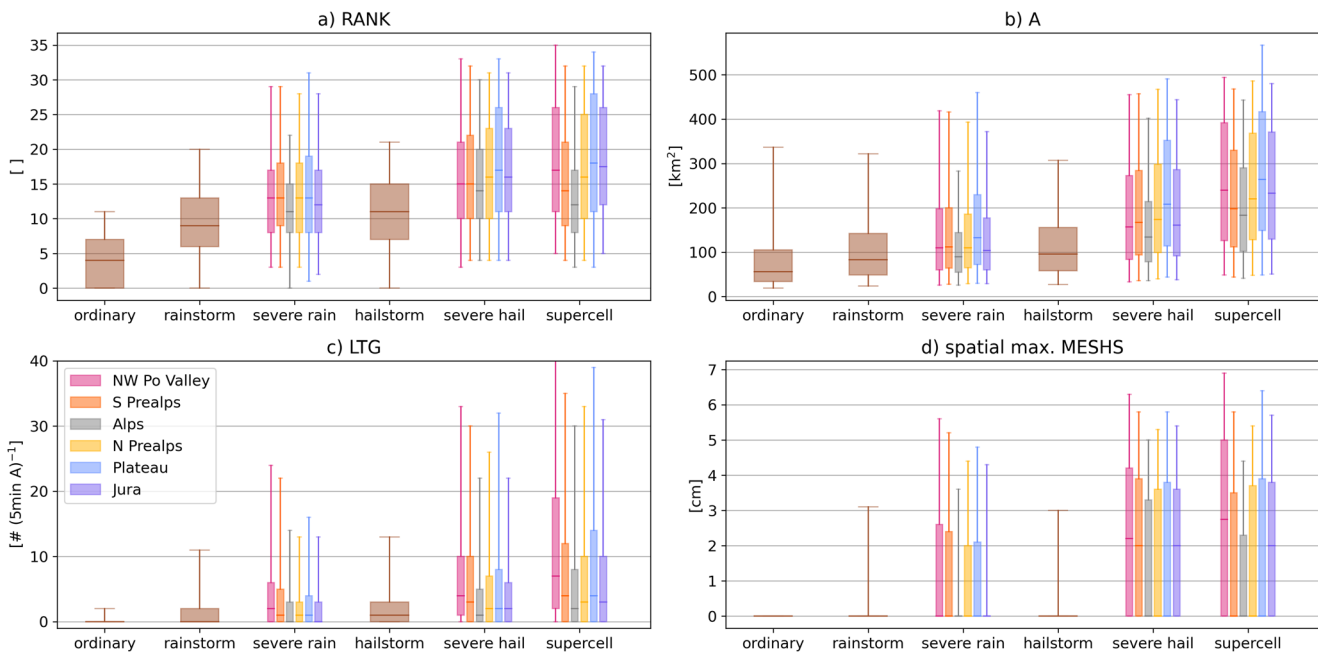 a) RANK
35
30
25
20
15
10
5
0
[ ]
ordinary rainstorm severe rain hailstorm severe hail supercell
b) A
500
400
300
200
100
0
[km²]
ordinary rainstorm severe rain hailstorm severe hail supercell
c) LTG
40
30
20
10
0
[# (5min A)⁻¹]
NW Po Valley
S Prealps
Alps
N Prealps
Plateau
Jura
ordinary rainstorm severe rain hailstorm severe hail supercell
d) spatial max. MESHS
7
6
5
4
3
2
1
0
[cm]
ordinary rainstorm severe rain hailstorm severe hail supercell